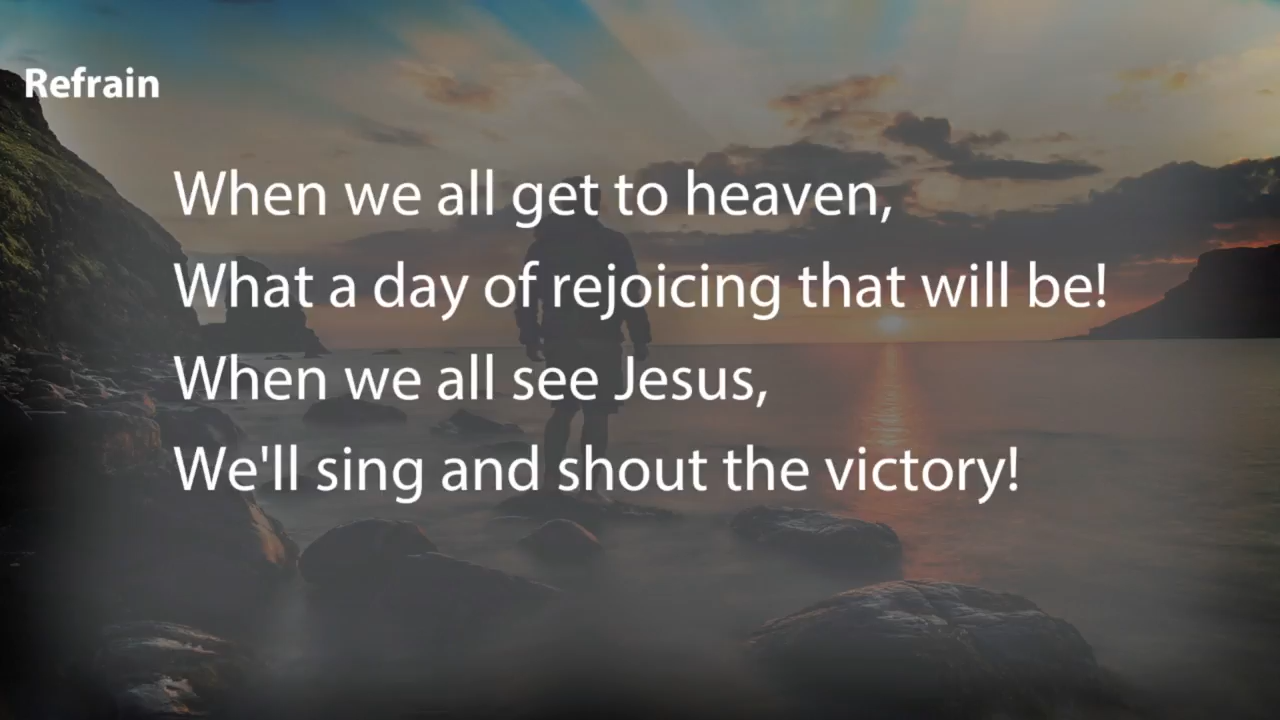 Refrain
When we all get to heaven,
What a day of rejoicing that will be!
When we all see Jesus,
We'll sing and shout the victory!